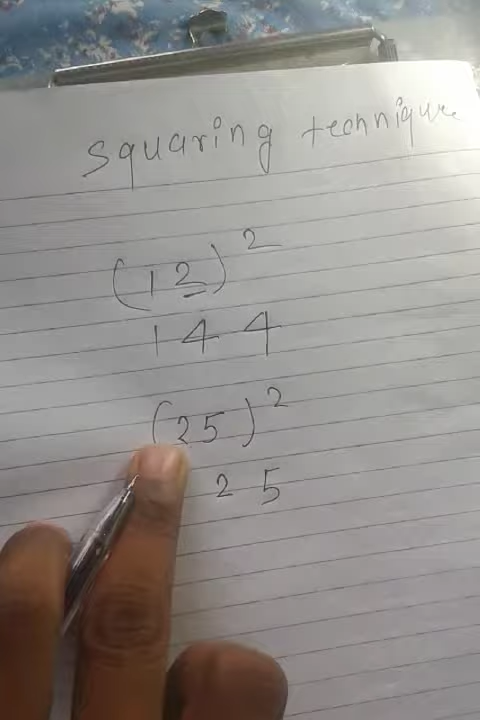 squaring technique
(12)²
144
(25)²
25